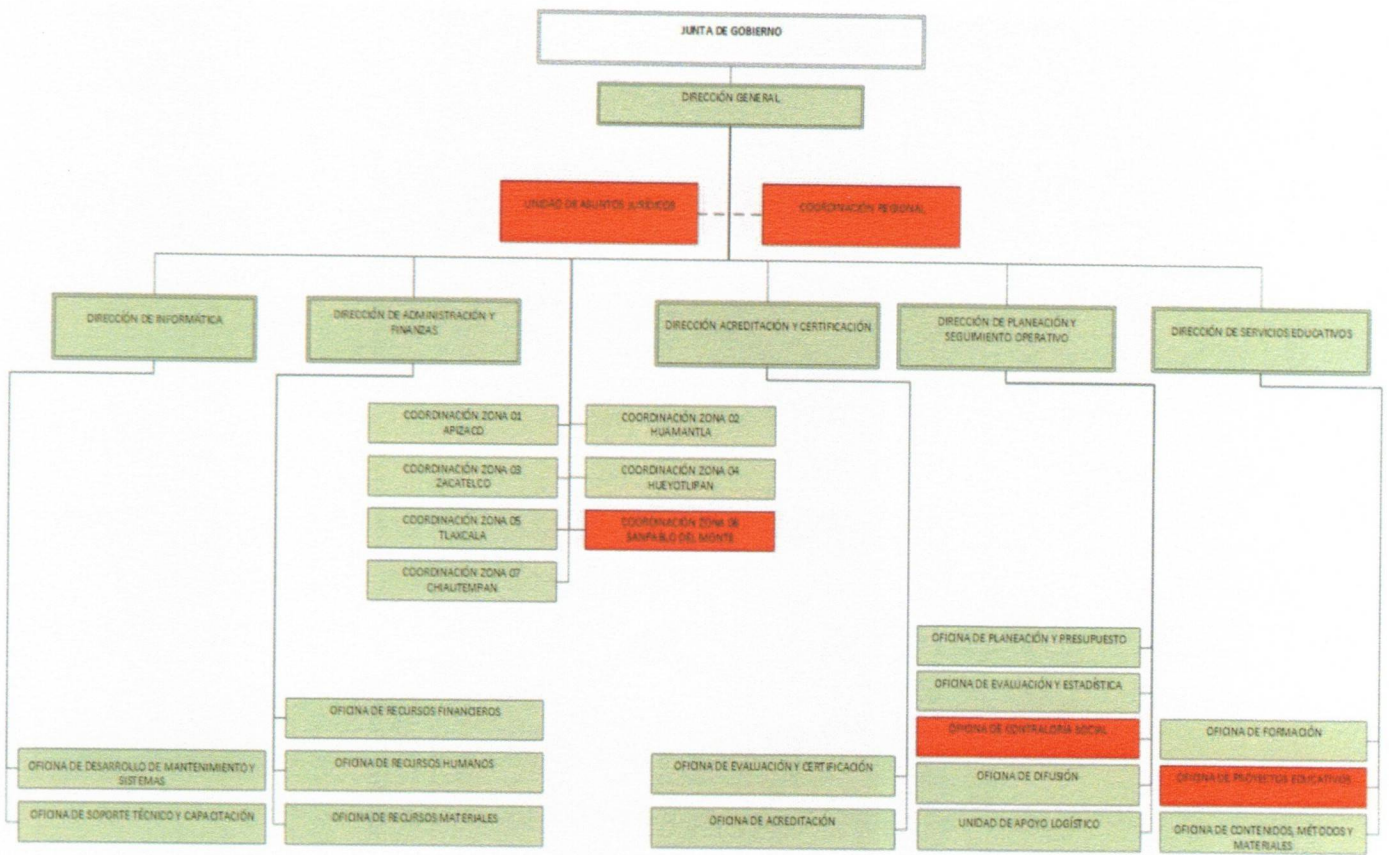 JUNTA DE GOBIERNO
DIRECCIÓN GENERAL
UNIDAD DE ASUNTOS JURÍDICOS
COORDINACIÓN REGIONAL
DIRECCIÓN DE INFORMÁTICA
DIRECCIÓN DE ADMINISTRACIÓN Y
FINANZAS
DIRECCIÓN ACREDITACIÓN Y CERTIFICACIÓN
DIRECCIÓN DE PLANEACIÓN Y
SEGUIMIENTO OPERATIVO
DIRECCIÓN DE SERVICIOS EDUCATIVOS
COORDINACIÓN ZONA 01
APIZACO
COORDINACIÓN ZONA 02
HUAMANTLA
COORDINACIÓN ZONA 03
ZACATELCO
COORDINACIÓN ZONA 04
HUEYOTLIPAN
COORDINACIÓN ZONA 05
TLAXCALA
COORDINACIÓN ZONA 06
SANPABLO DEL MONTE
COORDINACIÓN ZONA 07
CHIAUTEMPAN
OFICINA DE DESARROLLO DE MANTENIMIENTO Y
SISTEMAS
OFICINA DE SOPORTE TÉCNICO Y CAPACITACIÓN
OFICINA DE RECURSOS FINANCIEROS
OFICINA DE RECURSOS HUMANOS
OFICINA DE RECURSOS MATERIALES
OFICINA DE EVALUACIÓN Y CERTIFICACIÓN
OFICINA DE ACREDITACIÓN
OFICINA DE PLANEACIÓN Y PRESUPUESTO
OFICINA DE EVALUACIÓN Y ESTADÍSTICA
OFICINA DE CONTRALORÍA SOCIAL
OFICINA DE DIFUSIÓN
UNIDAD DE APOYO LOGÍSTICO
OFICINA DE FORMACIÓN
OFICINA DE PROYECTOS EDUCATIVOS
OFICINA DE CONTENIDOS, MÉTODOS Y
MATERIALES